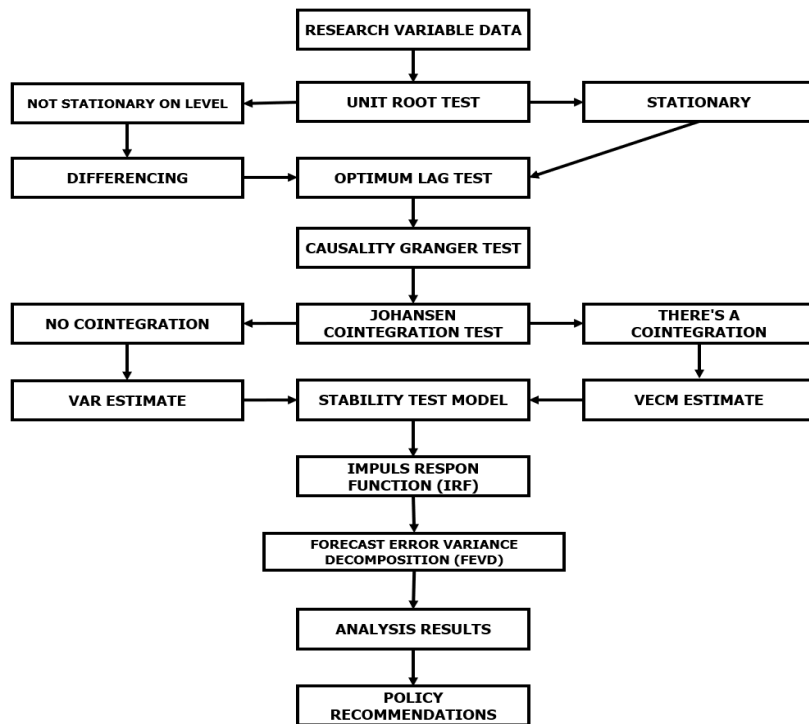 RESEARCH VARIABLE DATA
NOT STATIONARY ON LEVEL
UNIT ROOT TEST
STATIONARY
DIFFERENCING
OPTIMUM LAG TEST
CAUSALITY GRANGER TEST
NO COINTEGRATION
JOHANSEN
COINTEGRATION TEST
THERE'S A
COINTEGRATION
VAR ESTIMATE
STABILITY TEST MODEL
VECM ESTIMATE
IMPULS RESPON
FUNCTION (IRF)
FORECAST ERROR VARIANCE
DECOMPOSITION (FEVD)
ANALYSIS RESULTS
POLICY
RECOMMENDATIONS